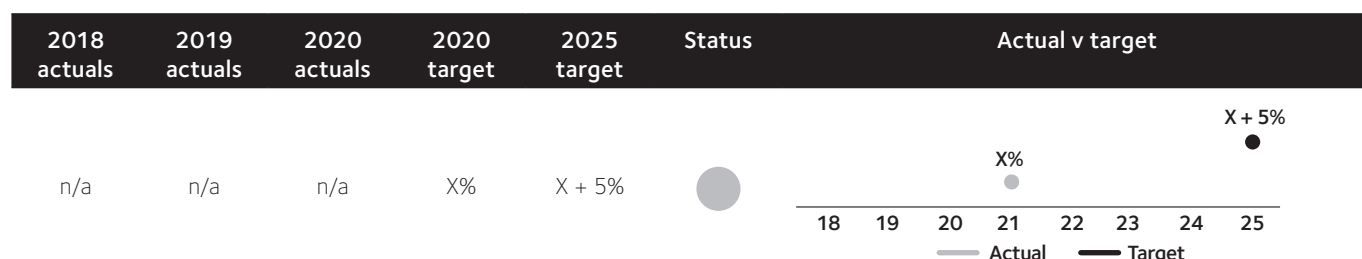 2018 actuals 2019 actuals 2020 actuals 2020 target 2025 target Status Actual v target
n/a n/a n/a X% X + 5%
X + 5%
X%
18 19 20 21 22 23 24 25
Actual Target